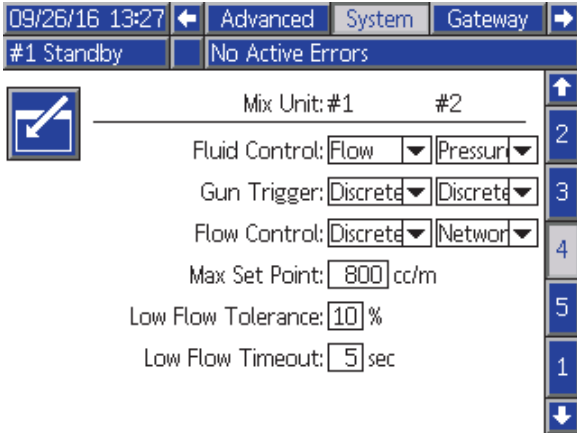 09/26/16 13:27 Advanced System Gateway
#1 Standby No Active Errors
Mix Unit: #1 #2
2
Fluid Control: Flow Pressur
Gun Trigger: Discrete Discrete
3
Flow Control: Discrete Networ
4
Max Set Point: 800 cc/m
Low Flow Tolerance: 10 %
5
Low Flow Timeout: 5 sec
1